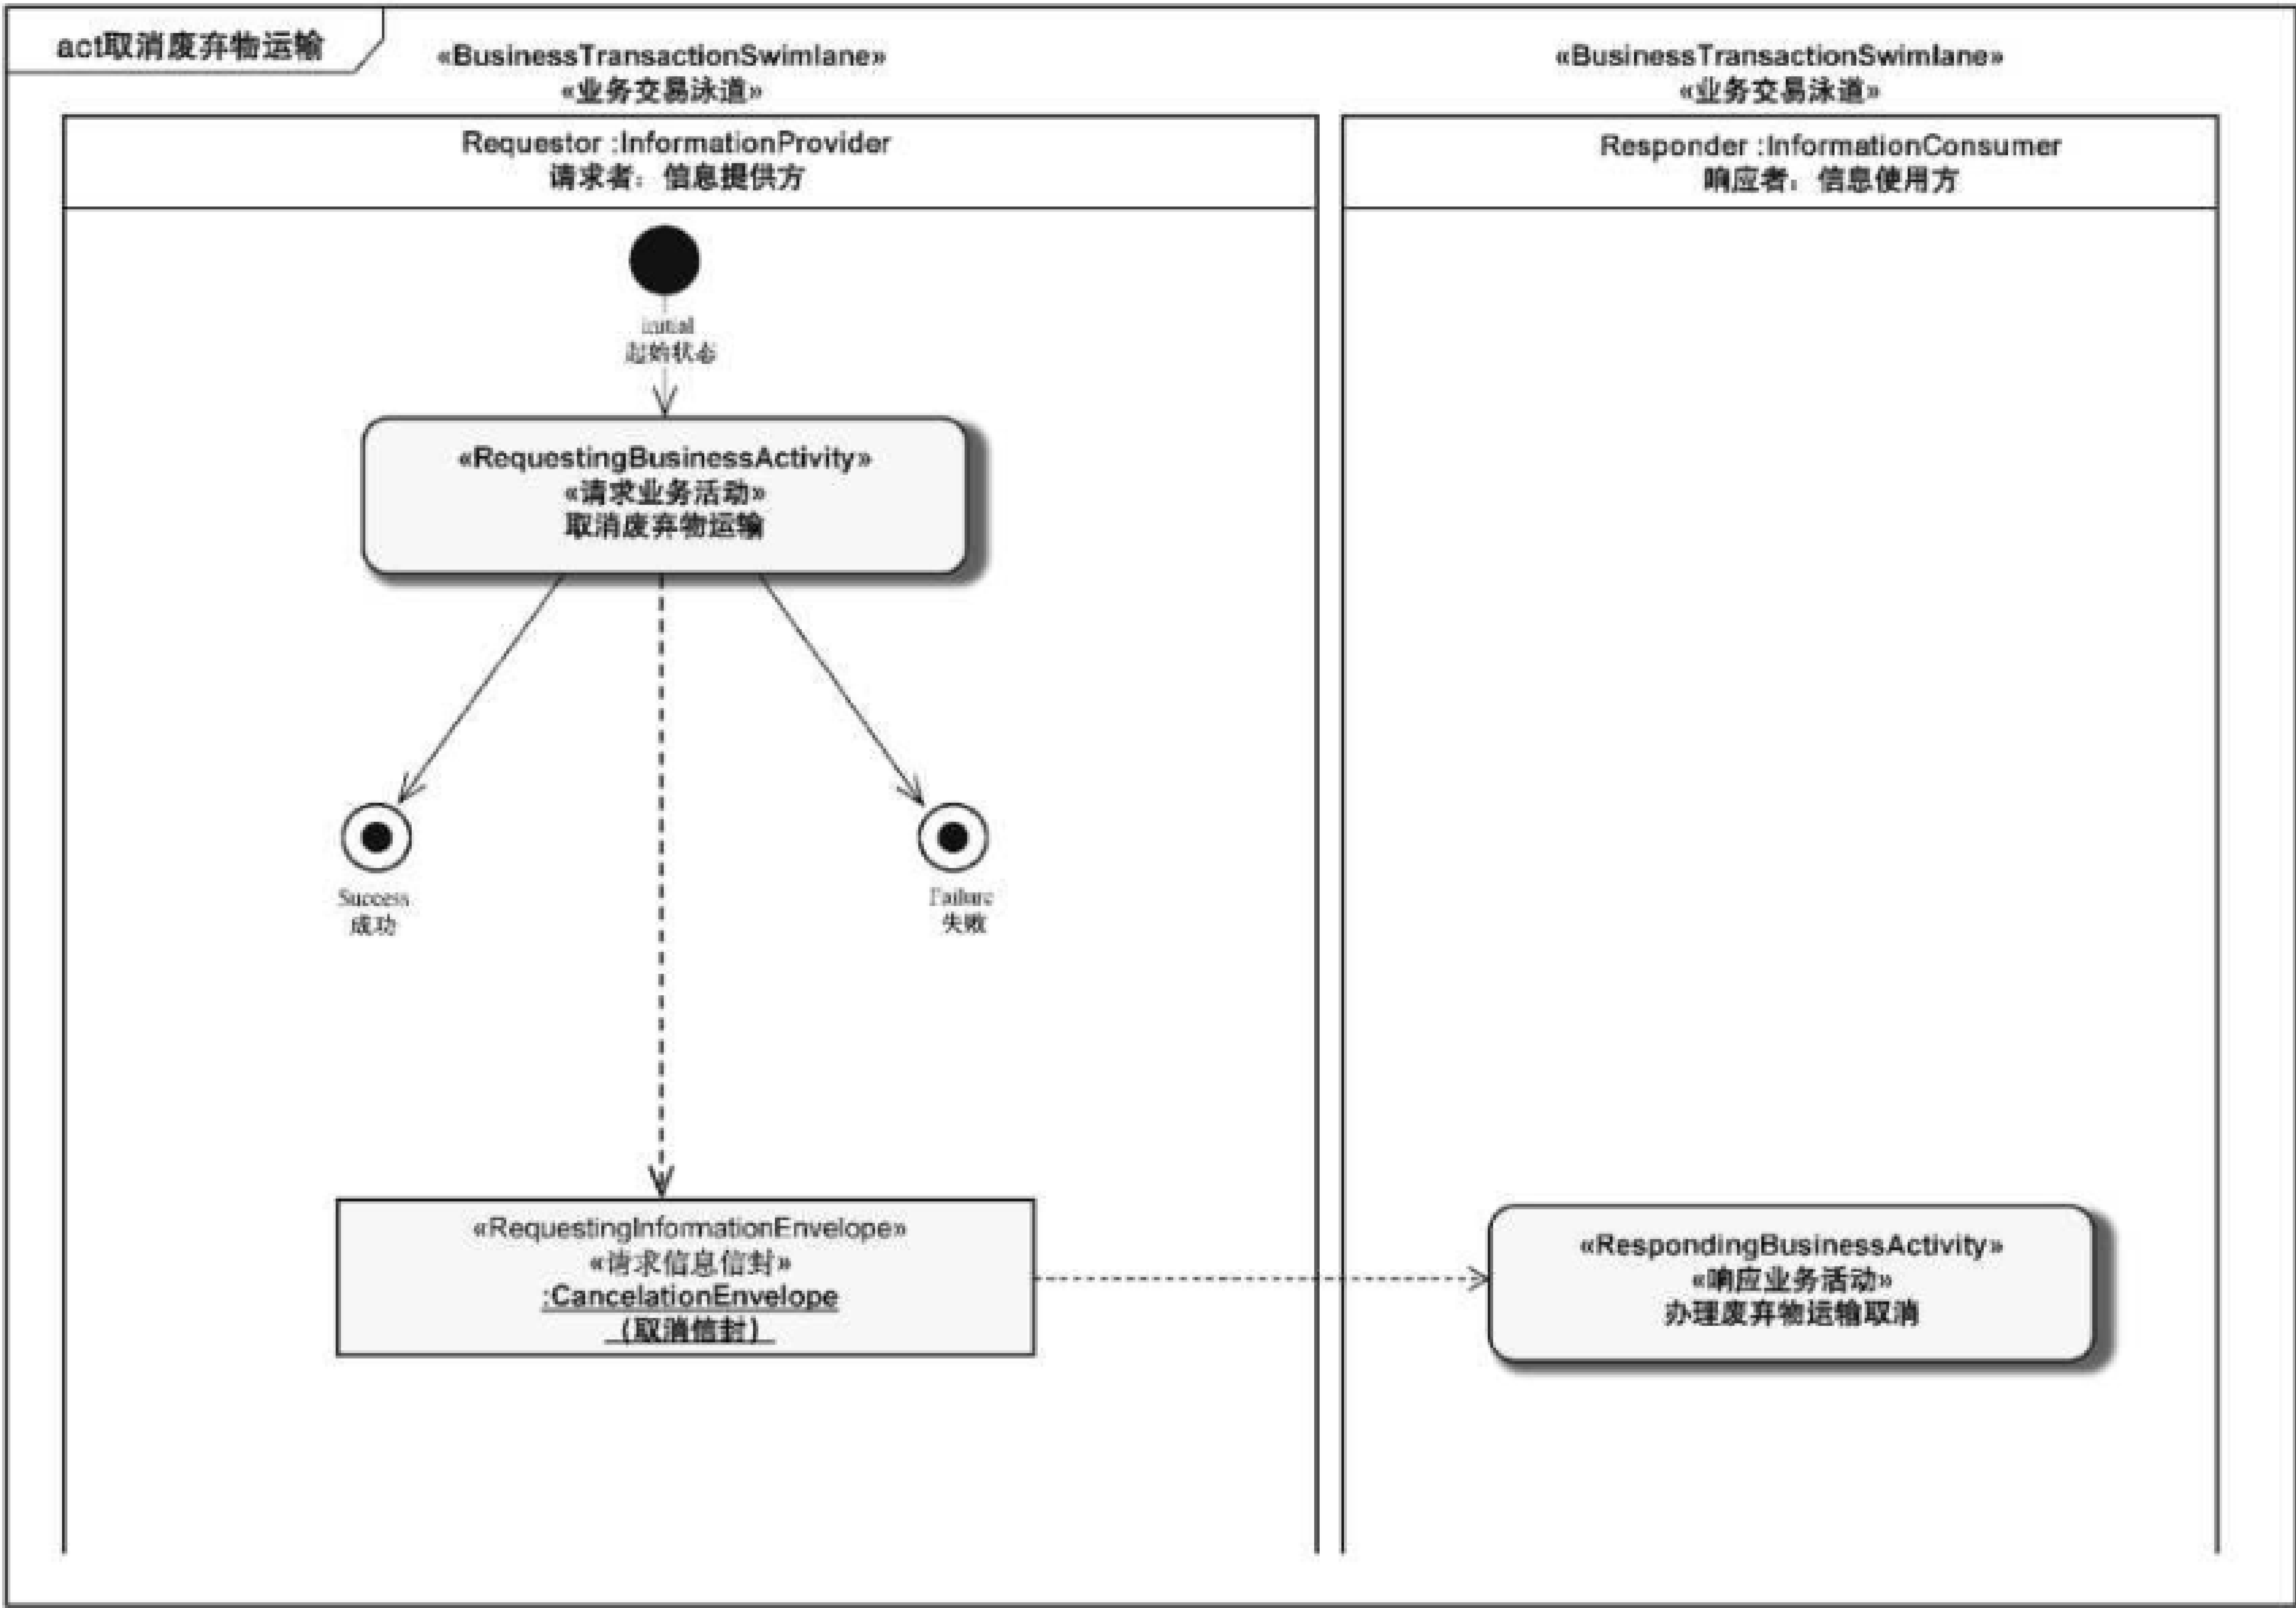 act取消废弃物运输
«BusinessTransactionSwimlane»
«业务交易泳道»
Requestor :InformationProvider
请求者：信息提供方
initial
起始状态
«RequestingBusinessActivity»
«请求业务活动»
取消废弃物运输
Success
成功
Failure
失败
«RequestingInformationEnvelope»
«请求信息信封»
:CancelationEnvelope
（取消信封）
«BusinessTransactionSwimlane»
«业务交易泳道»
Responder :InformationConsumer
响应者：信息使用方
«RespondingBusinessActivity»
«响应业务活动»
办理废弃物运输取消